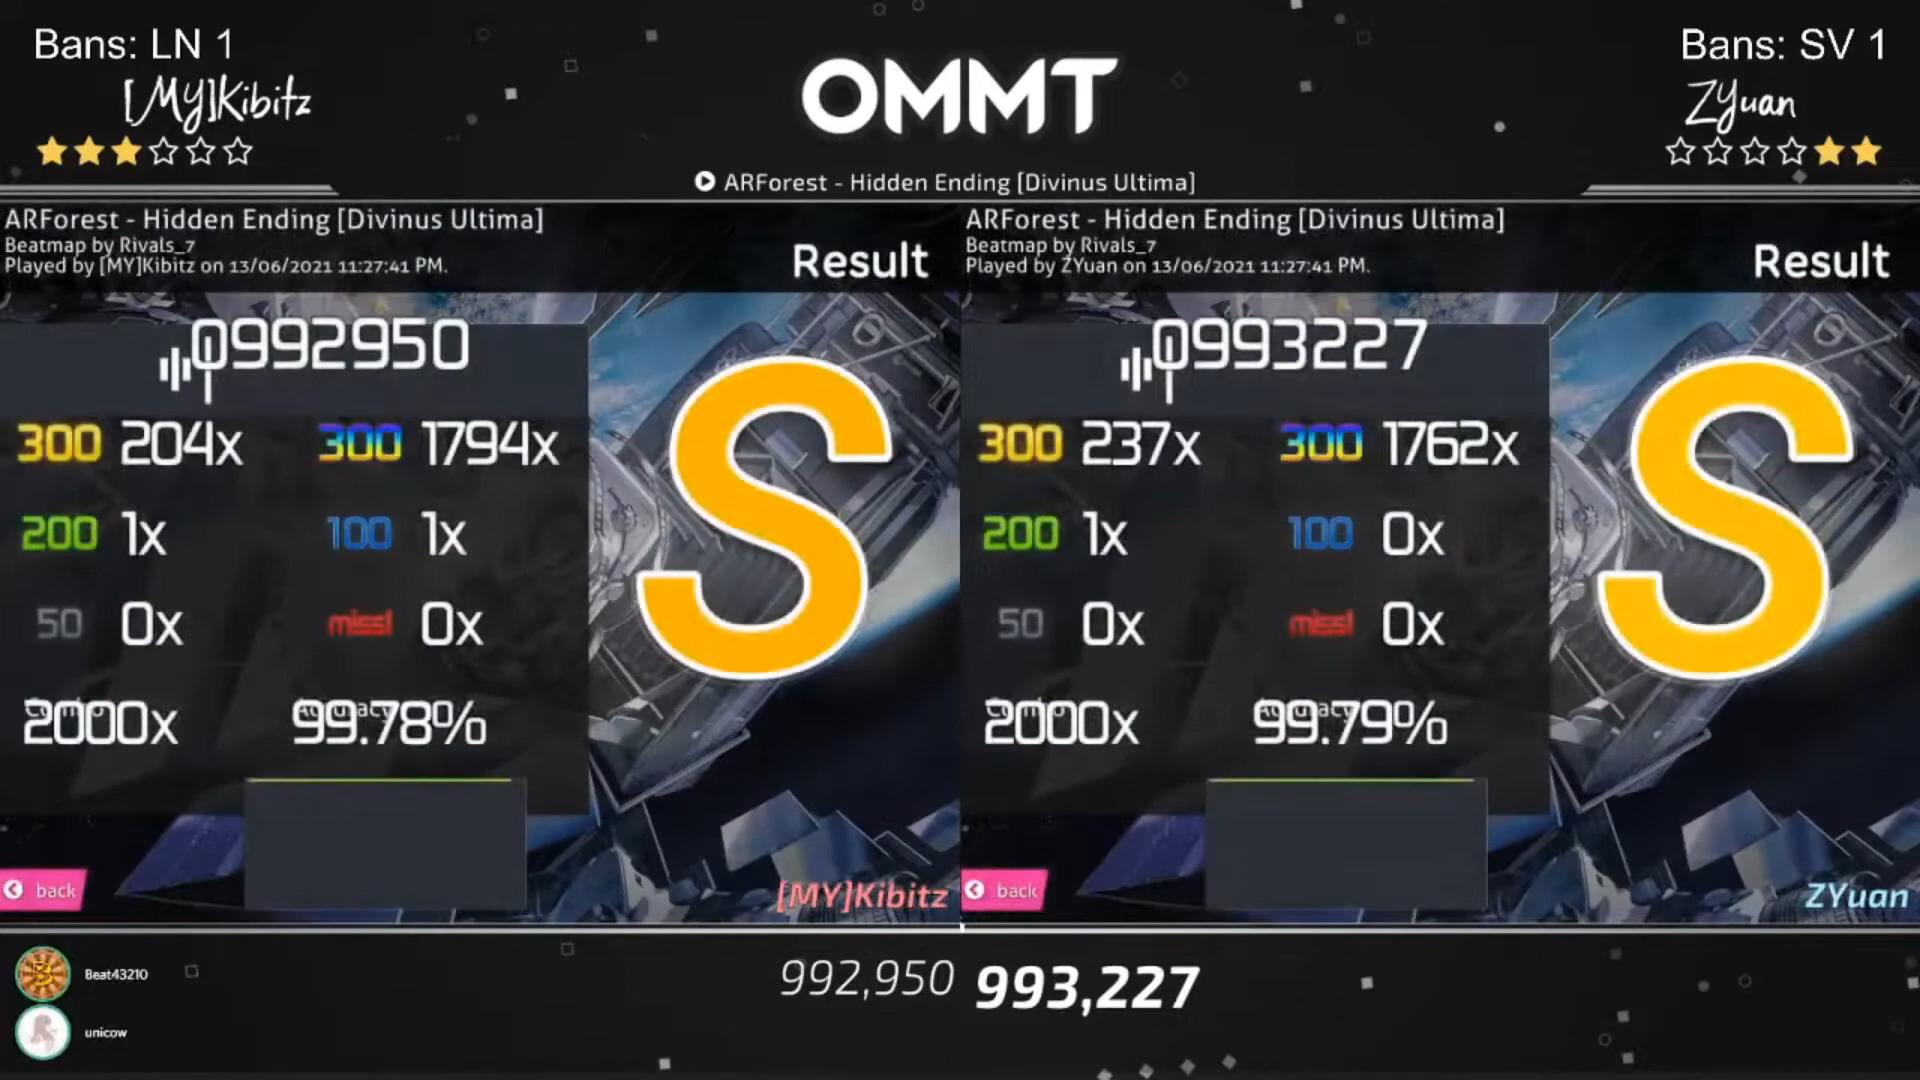 Bans: LN 1
[MY]Kibitz
OMMT
Bans: SV 1
ZYuan
ARForest - Hidden Ending [Divinus Ultima]
ARForest - Hidden Ending [Divinus Ultima]
Beatmap by Rivals_7
Played by [MY]Kibitz on 13/06/2021 11:27:41 PM.
Result
0992950
300 204x 300 1794x
200 1x 100 1x
50 0x miss! 0x
Combo Accuracy
2000x 99.78%
S
back
[MY]Kibitz
ARForest - Hidden Ending [Divinus Ultima]
Beatmap by Rivals_7
Played by ZYuan on 13/06/2021 11:27:41 PM.
Result
0993227
300 237x 300 1762x
200 1x 100 0x
50 0x miss! 0x
Combo Accuracy
2000x 99.79%
S
back
ZYuan
Beat43210
unicow
992,950 993,227